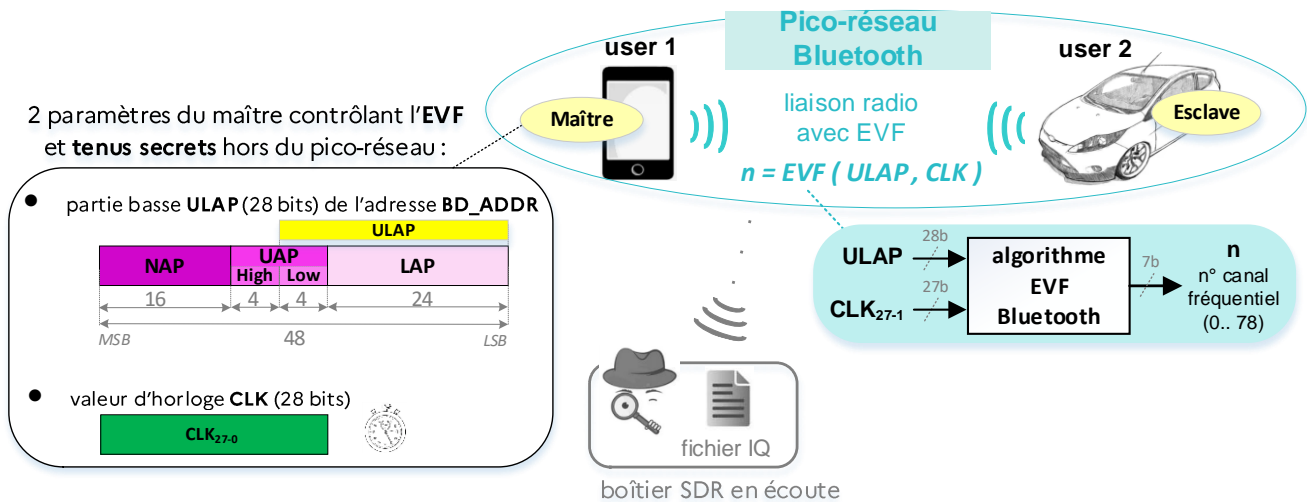 Pico-réseau
Bluetooth
user 1
user 2
Maître
liaison radio
avec EVF
Esclave
n = EVF ( ULAP , CLK )
2 paramètres du maître contrôlant l'EVF
et tenus secrets hors du pico-réseau :
• partie basse ULAP (28 bits) de l'adresse BD_ADDR
ULAP
NAP
UAP
High
Low
LAP
16
4
4
24
MSB
48
LSB
• valeur d'horloge CLK (28 bits)
CLK27-0
ULAP
28b
CLK27-1
27b
algorithme
EVF
Bluetooth
7b
n
n° canal
fréquentiel
(0.. 78)
fichier IQ
boîtier SDR en écoute